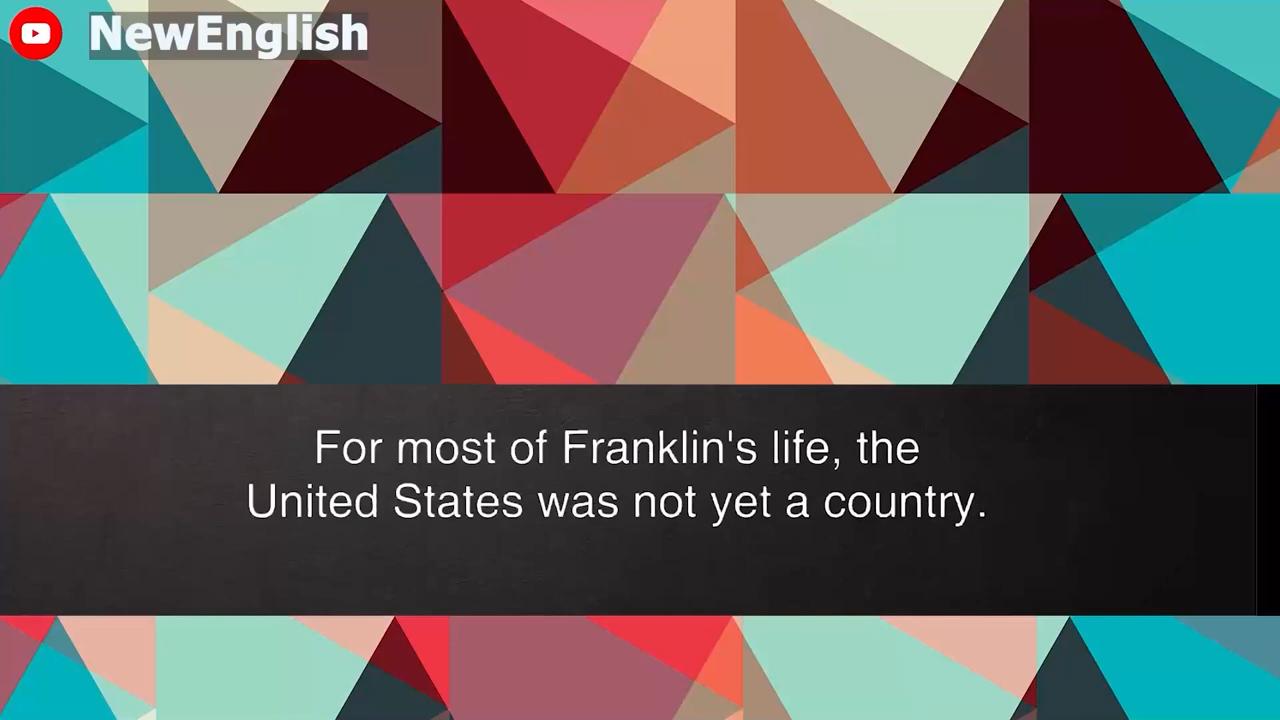 NewEnglish
For most of Franklin's life, the
United States was not yet a country.